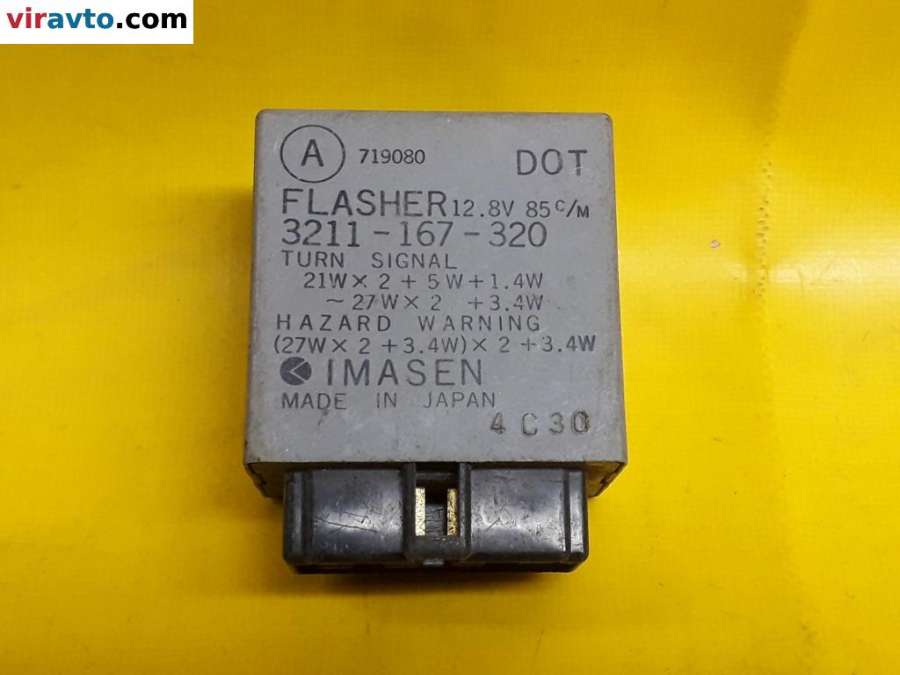 viravto.com
A 719080 DOT
FLASHER 12.8V 85C/M
3211-167-320
TURN SIGNAL
21W×2+5W+1.4W
~27W×2 +3.4W
HAZARD WARNING
(27W×2+3.4W)×2+3.4W
IMASEN
MADE IN JAPAN
4C30